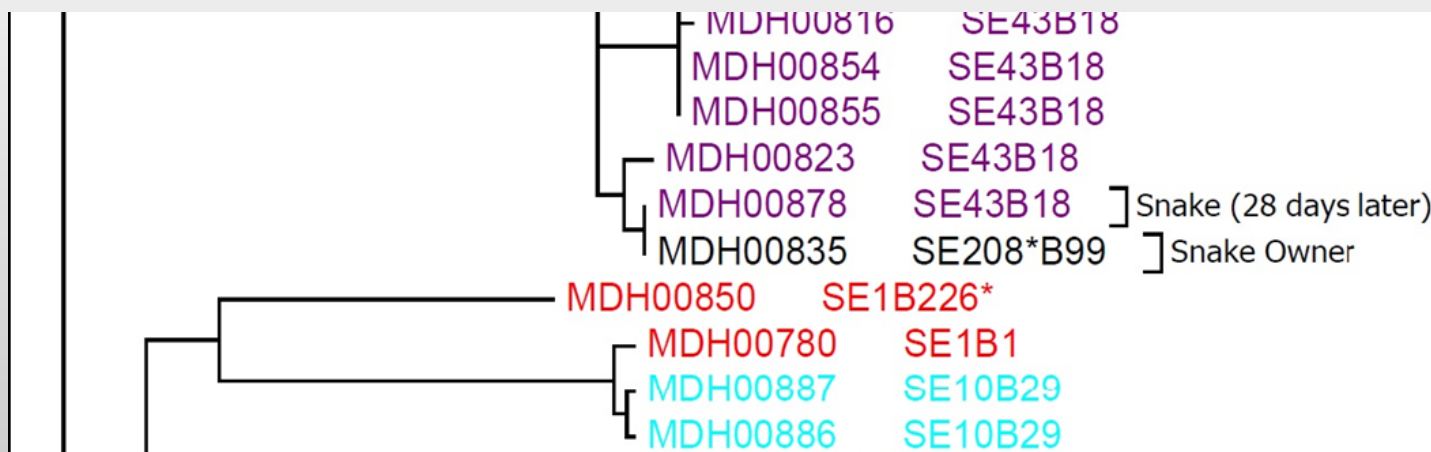 MDH00816 SE43B18
MDH00854 SE43B18
MDH00855 SE43B18
MDH00823 SE43B18
MDH00878 SE43B18 Snake (28 days later)
MDH00835 SE208*B99 Snake Owner
MDH00850 SE1B226*
MDH00780 SE1B1
MDH00887 SE10B29
MDH00886 SE10B29